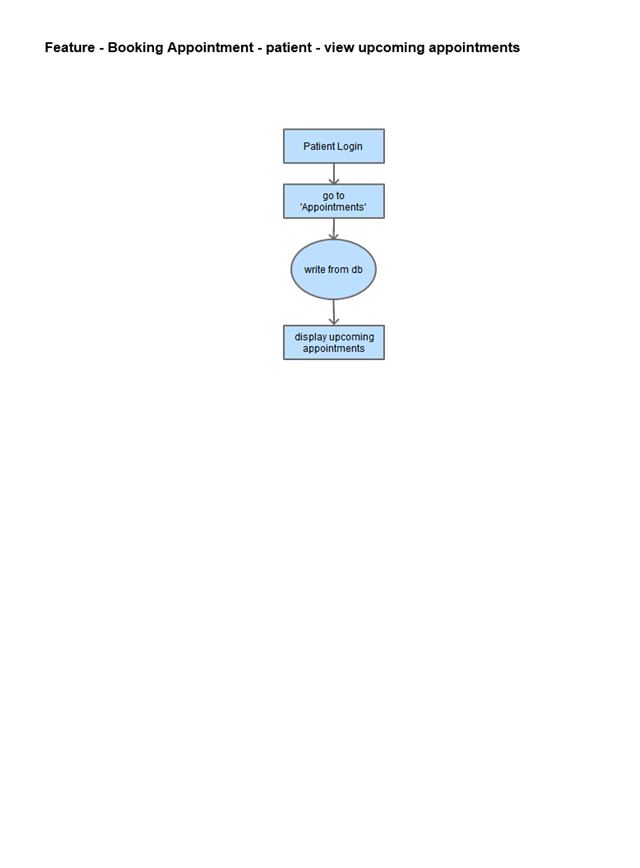 Feature - Booking Appointment - patient - view upcoming appointments
Patient Login
go to
'Appointments'
write from db
display upcoming
appointments